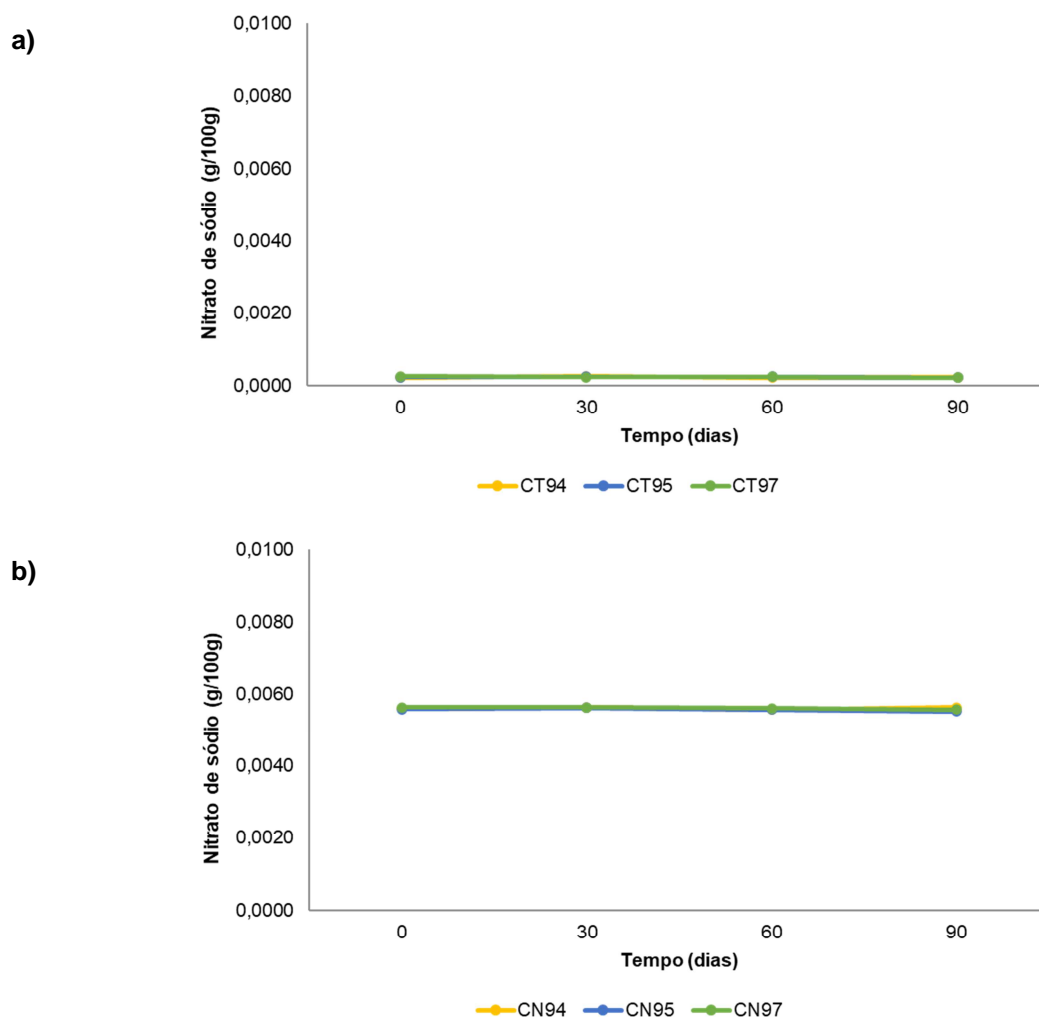 a)
Nitrato de sódio (g/100g)
0,0100
0,0080
0,0060
0,0040
0,0020
0,0000
0 30 60 90
Tempo (dias)
CT94 CT95 CT97
b)
Nitrato de sódio (g/100g)
0,0100
0,0080
0,0060
0,0040
0,0020
0,0000
0 30 60 90
Tempo (dias)
CN94 CN95 CN97